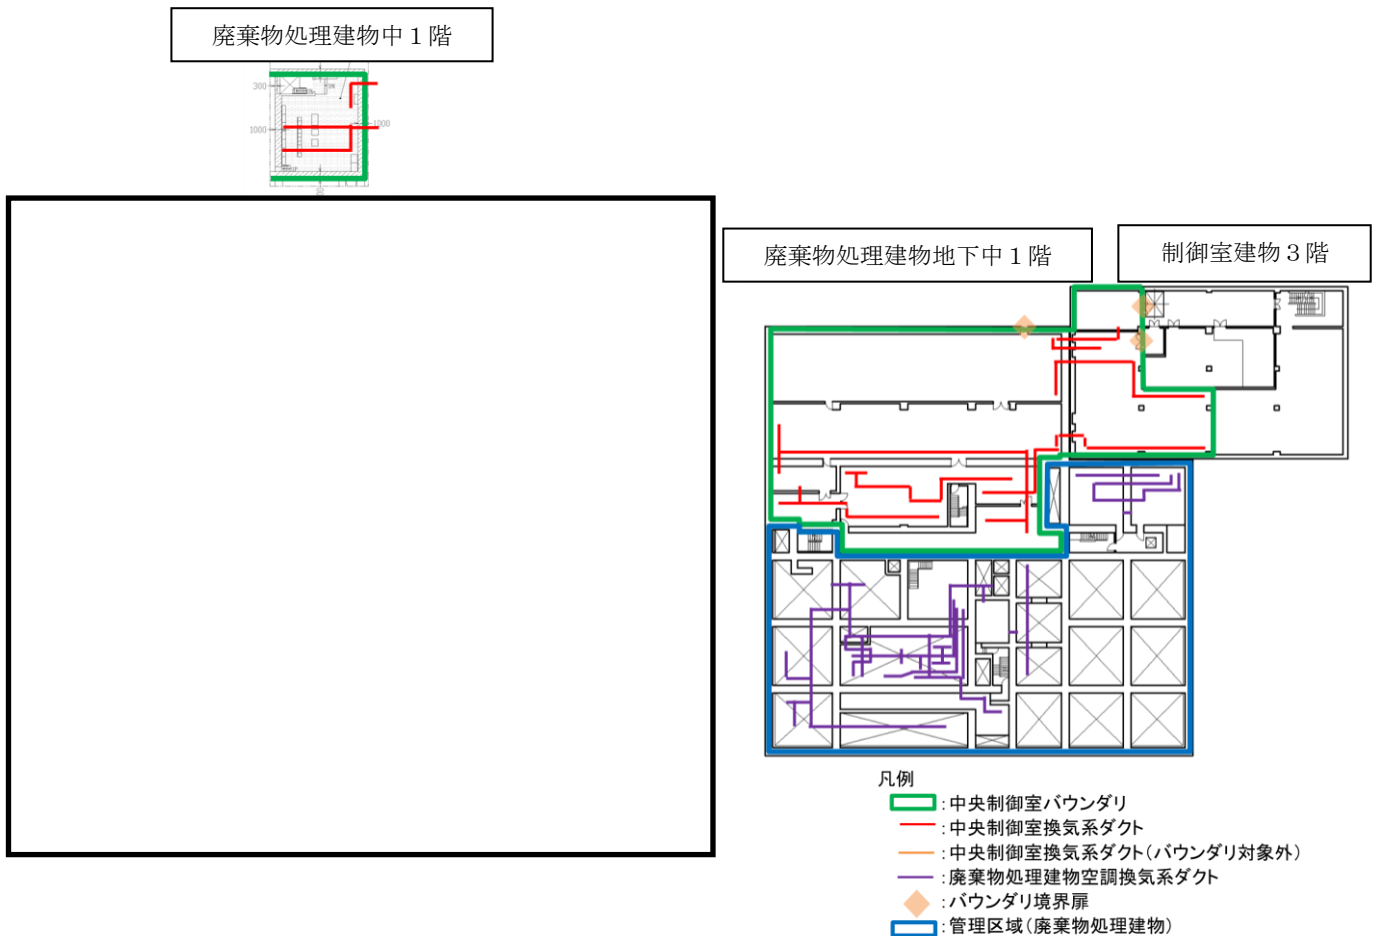 廃棄物処理建物中１階
300
1000
1000
廃棄物処理建物地下中１階
制御室建物３階
凡例
：中央制御室バウンダリ
：中央制御室換気系ダクト
：中央制御室換気系ダクト（バウンダリ対象外）
：廃棄物処理建物空調換気系ダクト
：バウンダリ境界扉
：管理区域（廃棄物処理建物）